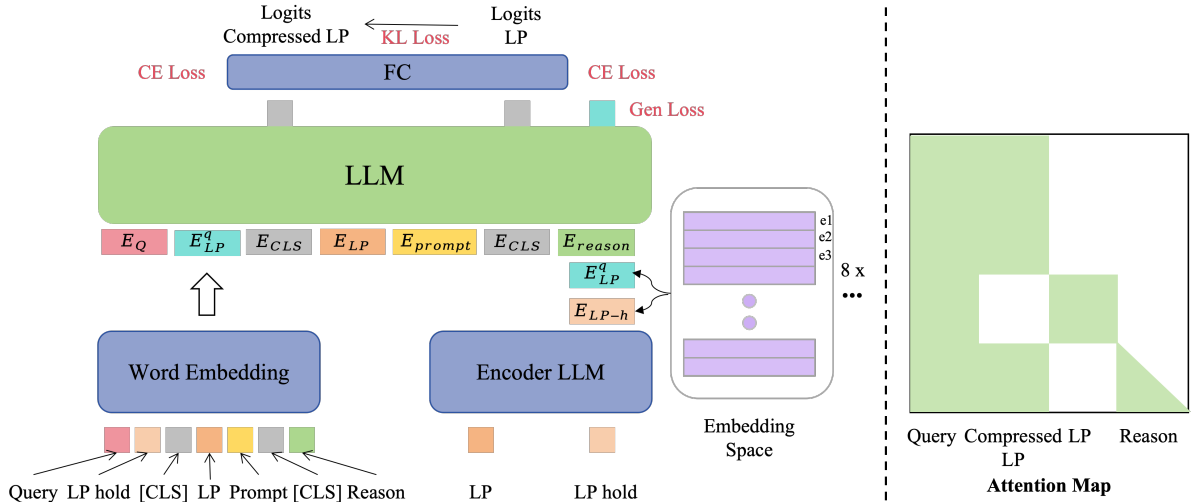 Logits
Compressed LP
KL Loss
Logits
LP
CE Loss
FC
CE Loss
Gen Loss
LLM
E_Q
E^q_LP
E_CLS
E_LP
E_prompt
E_CLS
E_reason
E^q_LP
E_LP-h
e1
e2
e3
8 x
...
Word Embedding
Encoder LLM
Embedding
Space
Query LP hold [CLS] LP Prompt [CLS] Reason
LP
LP hold
Query Compressed LP Reason
LP
Attention Map